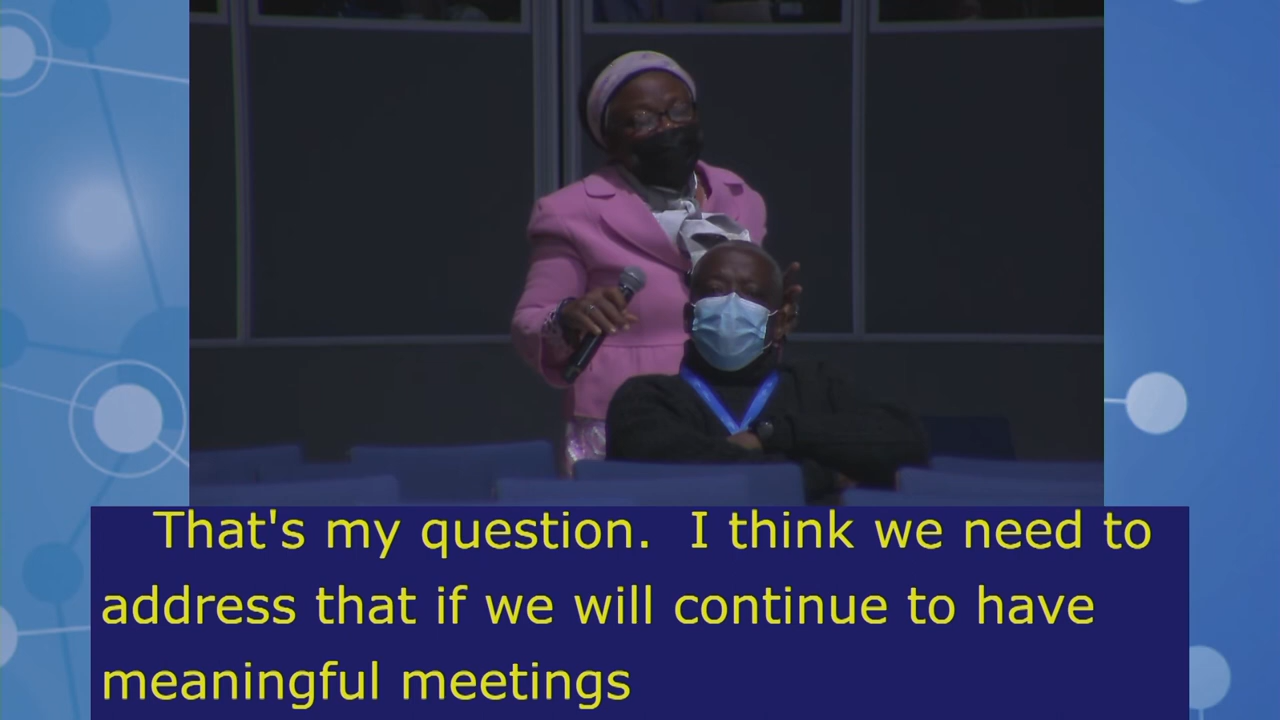 That's my question.  I think we need to
address that if we will continue to have
meaningful meetings